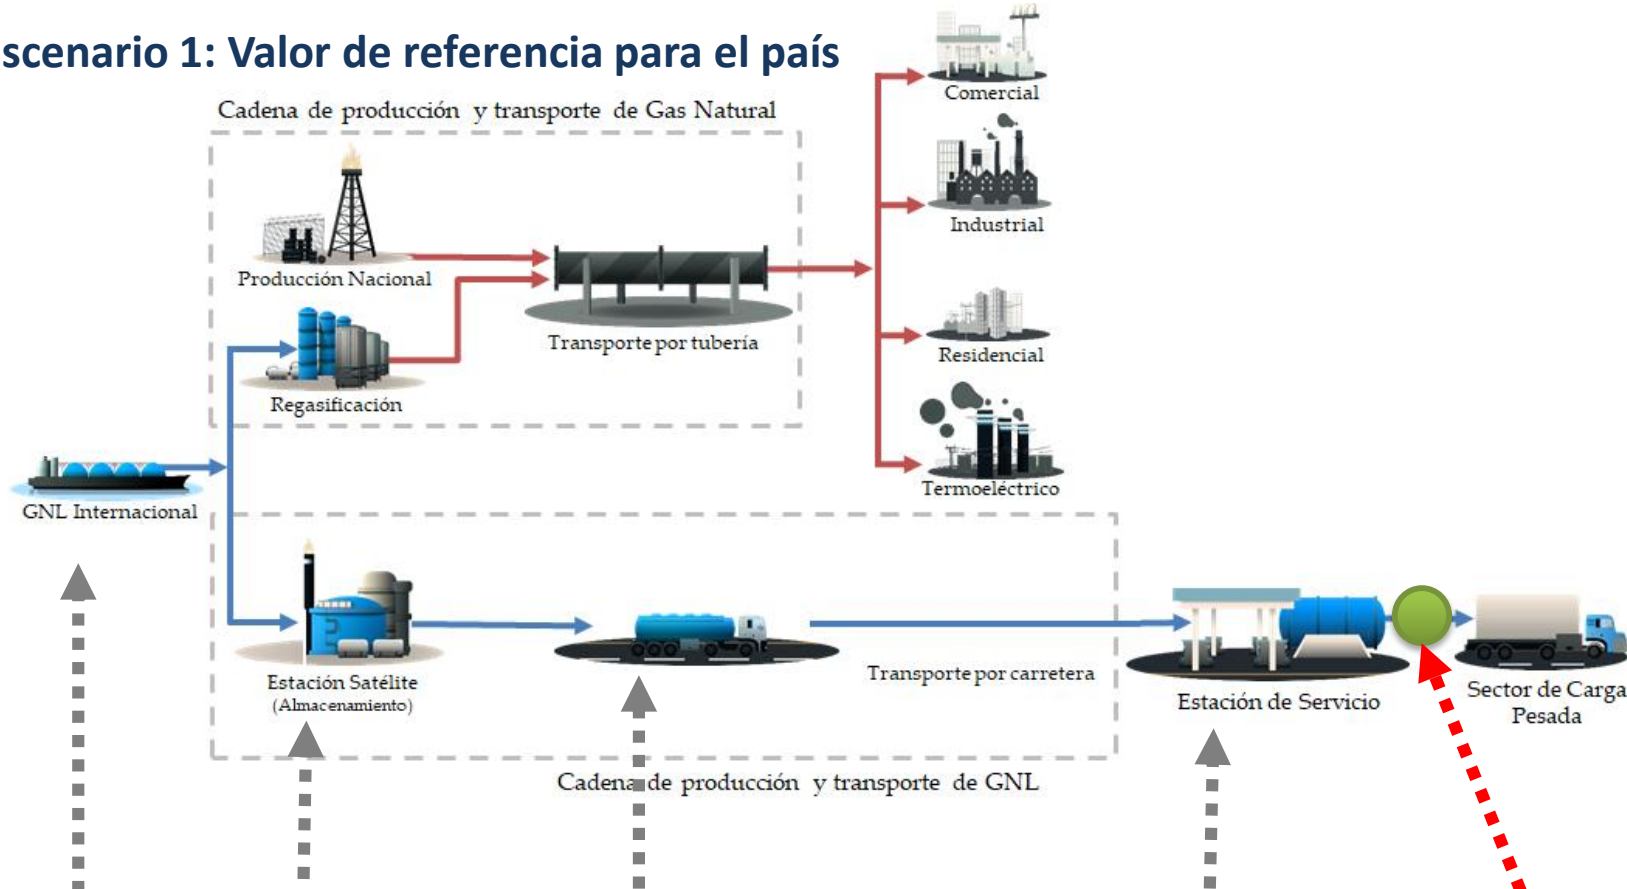 scenario 1: Valor de referencia para el país
Cadena de producción y transporte de Gas Natural
Comercial
Industrial
Producción Nacional
Transporte por tubería
Residencial
Regasificación
Termoeléctrico
GNL Internacional
Estación Satélite
(Almacenamiento)
Transporte por carretera
Estación de Servicio
Sector de Carga
Pesada
Cadena de producción y transporte de GNL